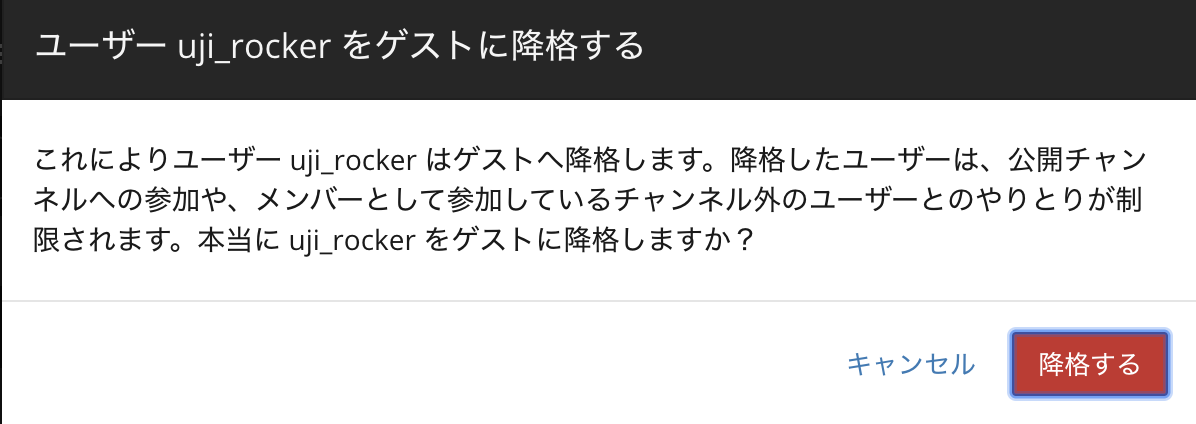 ユーザー uji_rocker をゲストに降格する
これによりユーザー uji_rocker はゲストへ降格します。降格したユーザーは、公開チャン
ネルへの参加や、メンバーとして参加しているチャンネル外のユーザーとのやりとりが制
限されます。本当に uji_rocker をゲストに降格しますか？
キャンセル 降格する